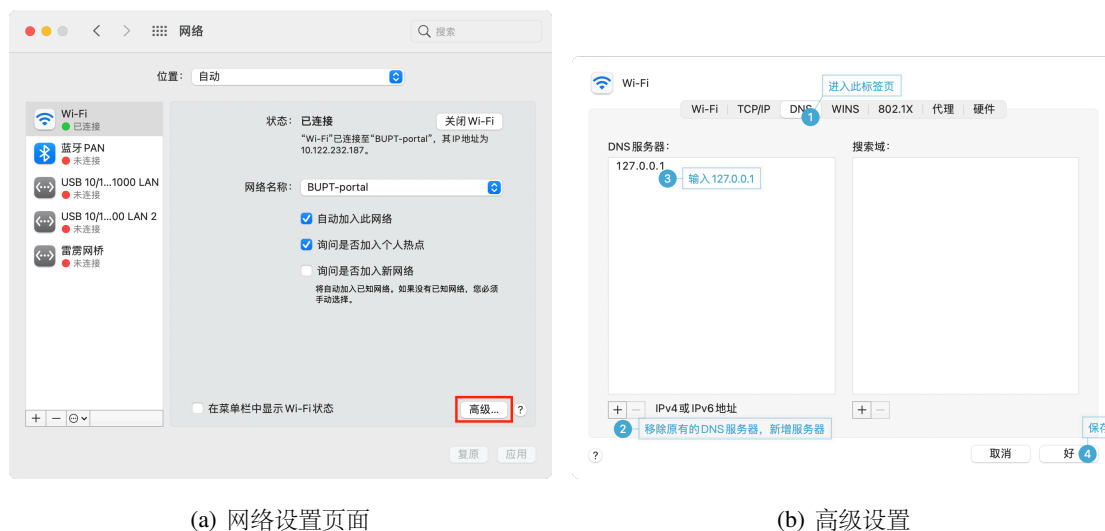 网络
搜索
位置： 自动
Wi-Fi
已连接
蓝牙 PAN
未连接
USB 10/1...1000 LAN
未连接
USB 10/1...00 LAN 2
未连接
雷雳网桥
未连接
状态： 已连接
关闭 Wi-Fi
“Wi-Fi”已连接至“BUPT-portal”，其 IP 地址为
10.122.232.187。
网络名称： BUPT-portal
自动加入此网络
询问是否加入个人热点
询问是否加入新网络
将自动加入已知网络。如果没有已知网络，您必须
手动选择。
在菜单栏中显示 Wi-Fi 状态
高级... ?
复原 应用
(a) 网络设置页面
Wi-Fi
进入此标签页
Wi-Fi TCP/IP DNS WINS 802.1X 代理 硬件
1
DNS 服务器：
127.0.0.1
3 输入 127.0.0.1
搜索域：
+ − IPv4 或 IPv6 地址
+ −
2 移除原有的 DNS 服务器，新增服务器
保存
? 取消 好 4
(b) 高级设置